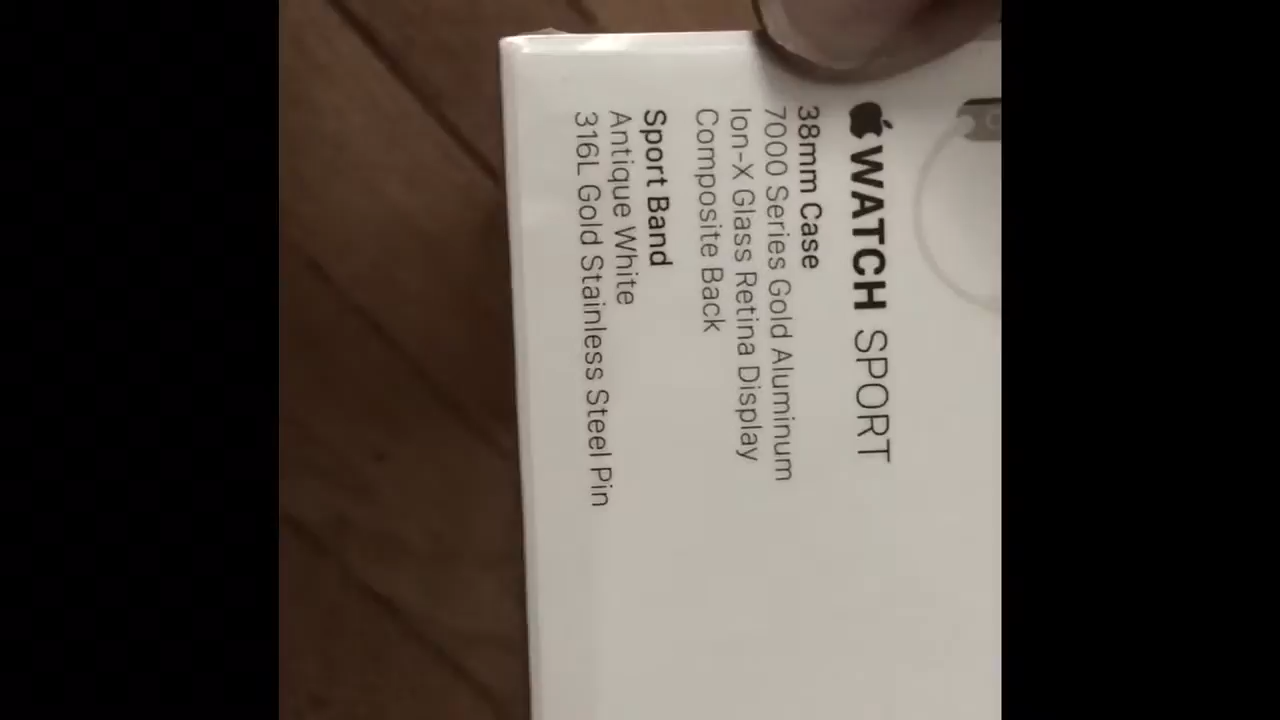 WATCH SPORT
38mm Case
7000 Series Gold Aluminum
Ion-X Glass Retina Display
Composite Back
Sport Band
Antique White
316L Gold Stainless Steel Pin